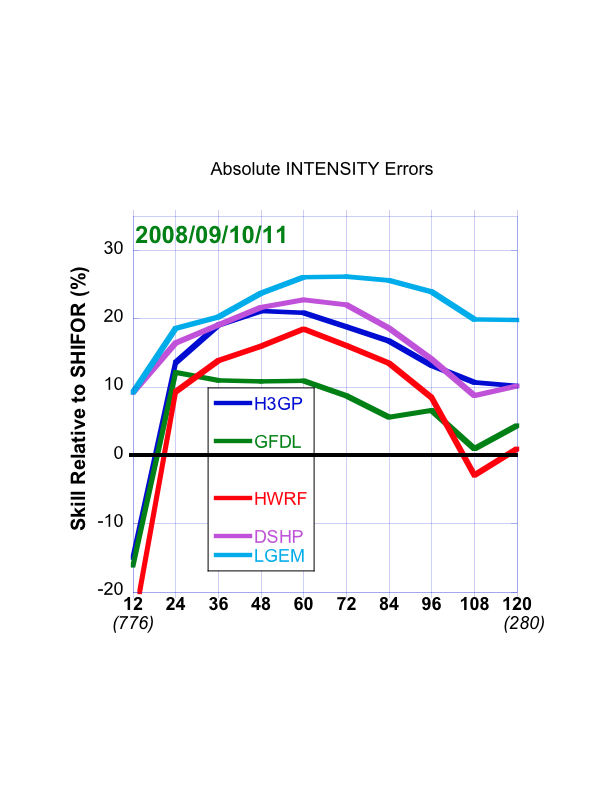 Absolute INTENSITY Errors
2008/09/10/11
Skill Relative to SHIFOR (%)
30
20
10
0
-10
-20
H3GP
GFDL
HWRF
DSHP
LGEM
12 24 36 48 60 72 84 96 108 120
(776) (280)